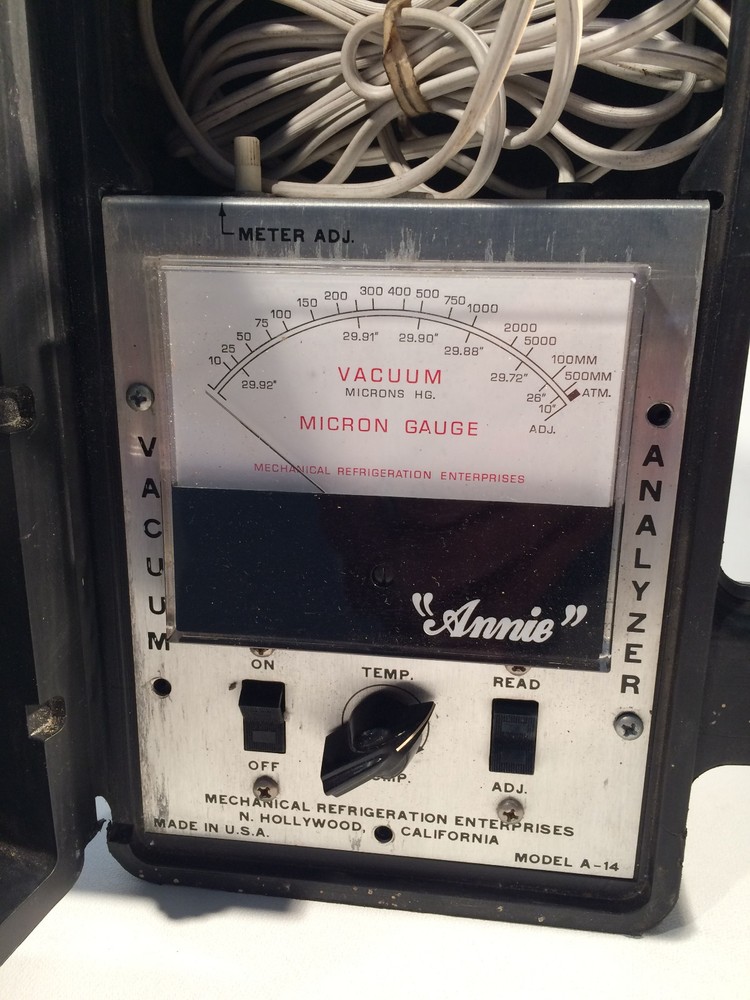 METER ADJ.
10 25 50 75 100 150 200 300 400 500 750 1000 2000 5000 100MM 500MM ATM.
29.92" 29.91" 29.90" 29.88" 29.72" 26" 10" ADJ.
VACUUM
MICRONS HG.
MICRON GAUGE
MECHANICAL REFRIGERATION ENTERPRISES
"Annie"
VACUUM
ANALYZER
ON
TEMP.
READ
OFF
ADJ.
MECHANICAL REFRIGERATION ENTERPRISES
N. HOLLYWOOD, CALIFORNIA
MADE IN U.S.A.
MODEL A-14